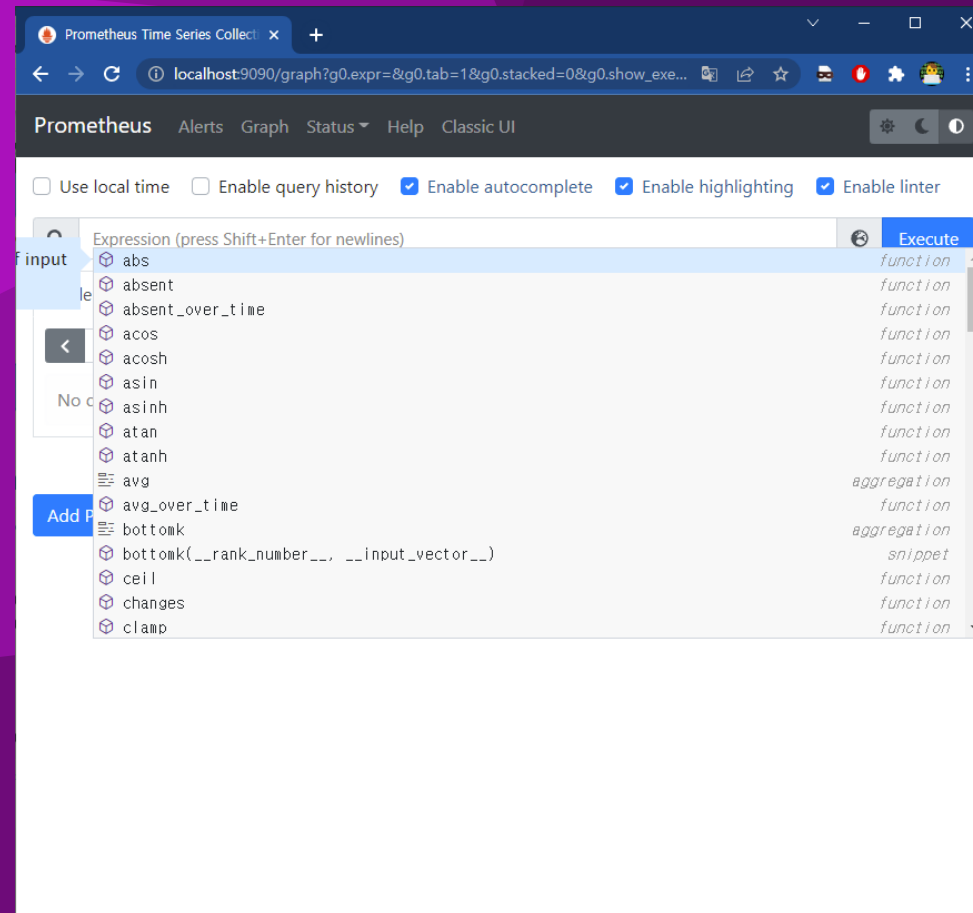 Prometheus Time Series Collecti
localhost:9090/graph?g0.expr=&g0.tab=1&g0.stacked=0&g0.show_exe...
Prometheus Alerts Graph Status Help Classic UI
Use local time Enable query history Enable autocomplete Enable highlighting Enable linter
Expression (press Shift+Enter for newlines) Execute
input
abs function
absent function
absent_over_time function
acos function
acosh function
asin function
asinh function
atan function
atanh function
avg aggregation
avg_over_time function
bottomk aggregation
bottomk(__rank_number__, __input_vector__) snippet
ceil function
changes function
clamp function
No
Add